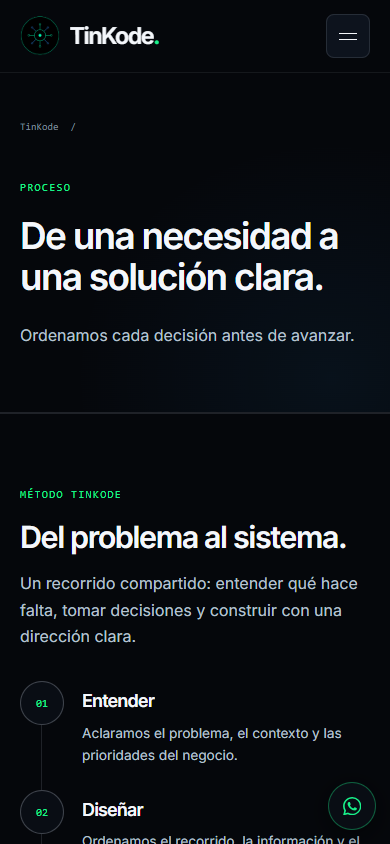 TinKode.
TinKode /
PROCESO
De una necesidad a
una solución clara.
Ordenamos cada decisión antes de avanzar.
MÉTODO TINKODE
Del problema al sistema.
Un recorrido compartido: entender qué hace
falta, tomar decisiones y construir con una
dirección clara.
01
Entender
Aclaramos el problema, el contexto y las
prioridades del negocio.
02
Diseñar
Ordenamos el recorrido, la información y el